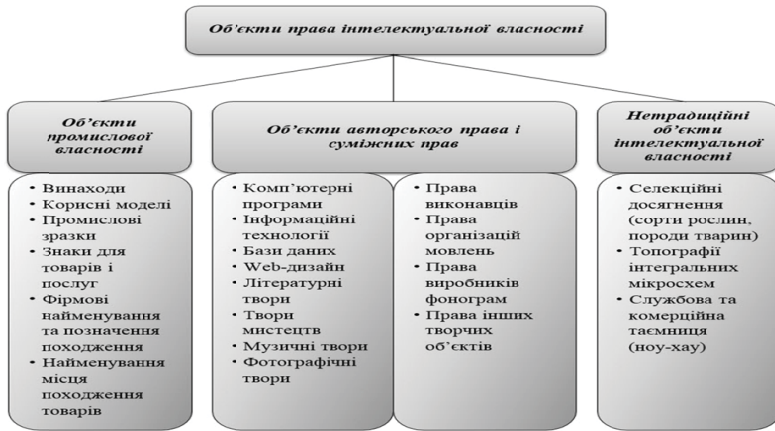 Об'єкти права інтелектуальної власності
Об'єкти
промислової
власності
• Винаходи
• Корисні моделі
• Промислові
зразки
• Знаки для
товарів і
послуг
• Фірмові
найменування
та позначення
походження
• Найменування
місця
походження
товарів
Об'єкти авторського права і
суміжних прав
• Комп'ютерні
програми
• Інформаційні
технології
• Бази даних
• Web-дизайн
• Літературні
твори
• Твори
мистецтв
• Музичні твори
• Фотографічні
твори
• Права
виконавців
• Права
організацій
мовлень
• Права
виробників
фонограм
• Права інших
творчих
об'єктів
Нетрадиційні
об'єкти
інтелектуальної
власності
• Селекційні
досягнення
(сорти рослин,
породи тварин)
• Топографії
інтегральних
мікросхем
• Службова та
комерційна
таємниця
(ноу-хау)